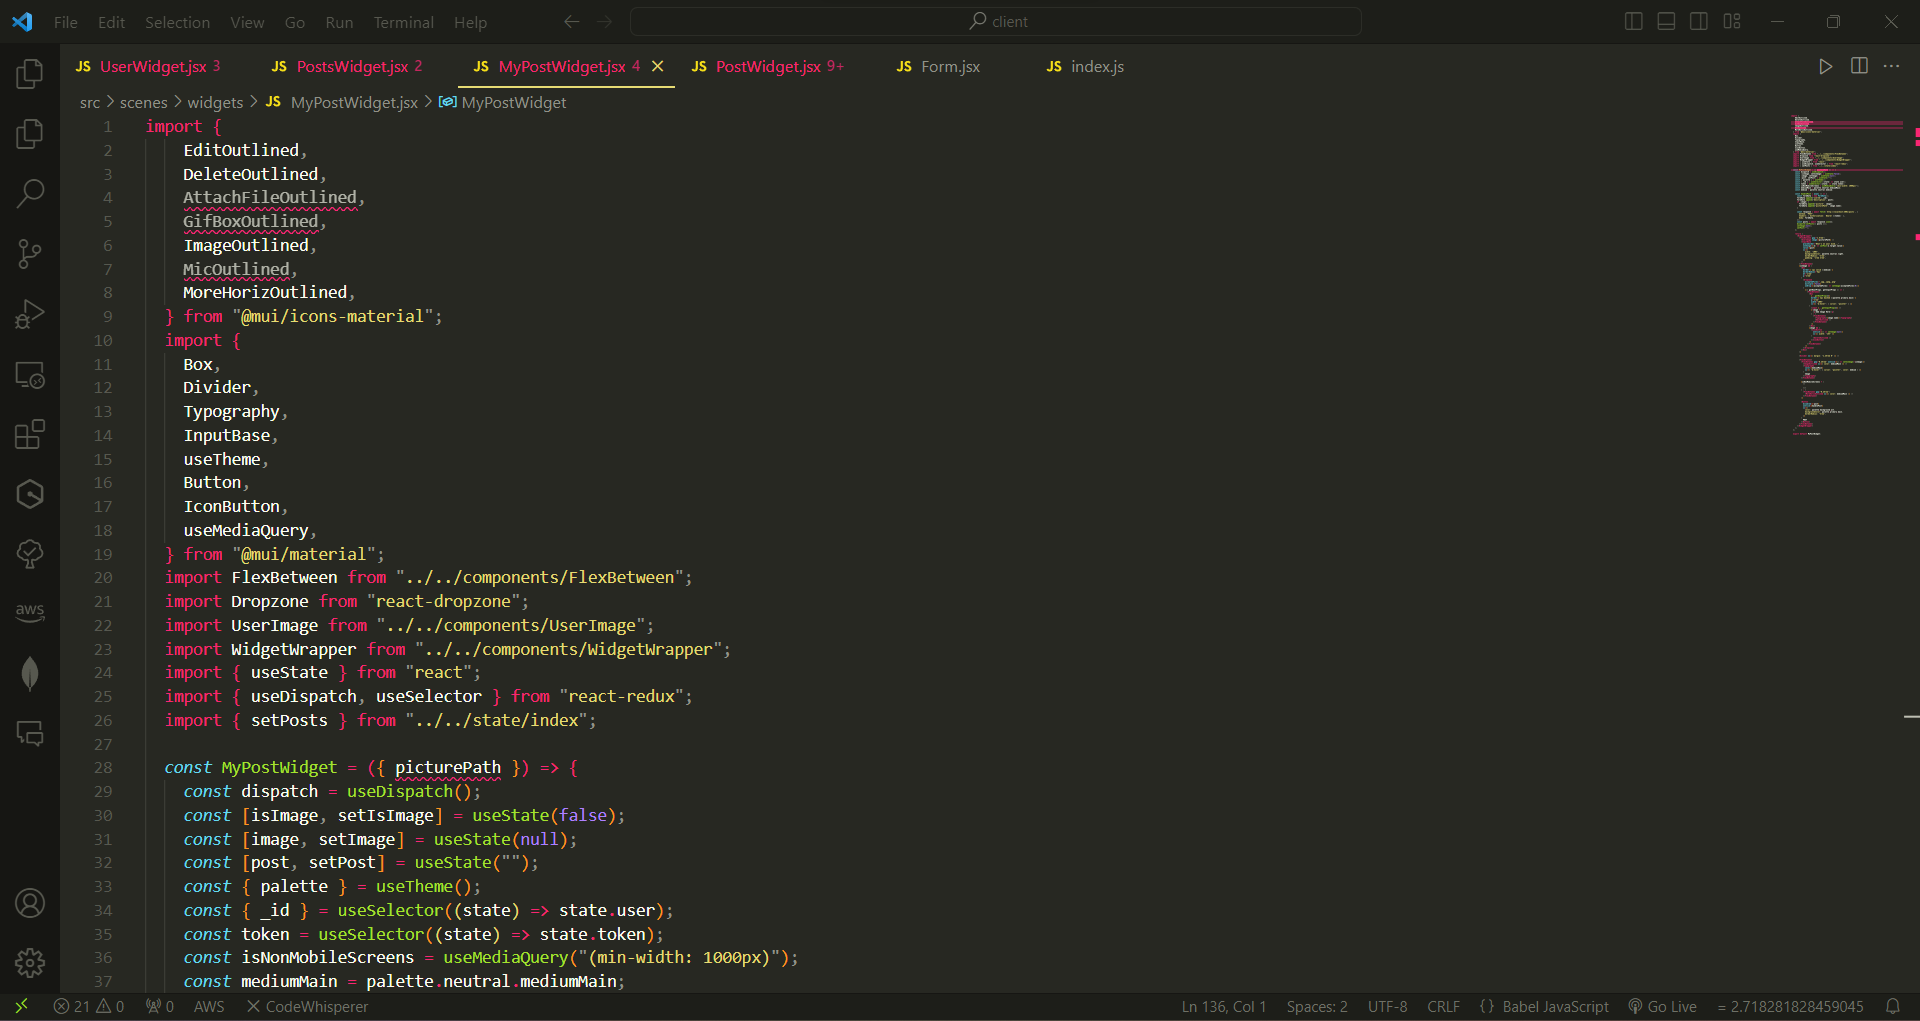 File Edit Selection View Go Run Terminal Help
client
JS UserWidget.jsx 3 JS PostsWidget.jsx 2 JS MyPostWidget.jsx 4 JS PostWidget.jsx 9+ JS Form.jsx JS index.js
src > scenes > widgets > JS MyPostWidget.jsx > MyPostWidget
1 import {
2 EditOutlined,
3 DeleteOutlined,
4 AttachFileOutlined,
5 GifBoxOutlined,
6 ImageOutlined,
7 MicOutlined,
8 MoreHorizOutlined,
9 } from "@mui/icons-material";
10 import {
11 Box,
12 Divider,
13 Typography,
14 InputBase,
15 useTheme,
16 Button,
17 IconButton,
18 useMediaQuery,
19 } from "@mui/material";
20 import FlexBetween from "../../components/FlexBetween";
21 import Dropzone from "react-dropzone";
22 import UserImage from "../../components/UserImage";
23 import WidgetWrapper from "../../components/WidgetWrapper";
24 import { useState } from "react";
25 import { useDispatch, useSelector } from "react-redux";
26 import { setPosts } from "../../state/index";
27
28 const MyPostWidget = ({ picturePath }) => {
29 const dispatch = useDispatch();
30 const [isImage, setIsImage] = useState(false);
31 const [image, setImage] = useState(null);
32 const [post, setPost] = useState("");
33 const { palette } = useTheme();
34 const { _id } = useSelector((state) => state.user);
35 const token = useSelector((state) => state.token);
36 const isNonMobileScreens = useMediaQuery("(min-width: 1000px)");
37 const mediumMain = palette.neutral.mediumMain;
aws
21 0 0 AWS CodeWhisperer Ln 136, Col 1 Spaces: 2 UTF-8 CRLF {} Babel JavaScript Go Live = 2.718281828459045